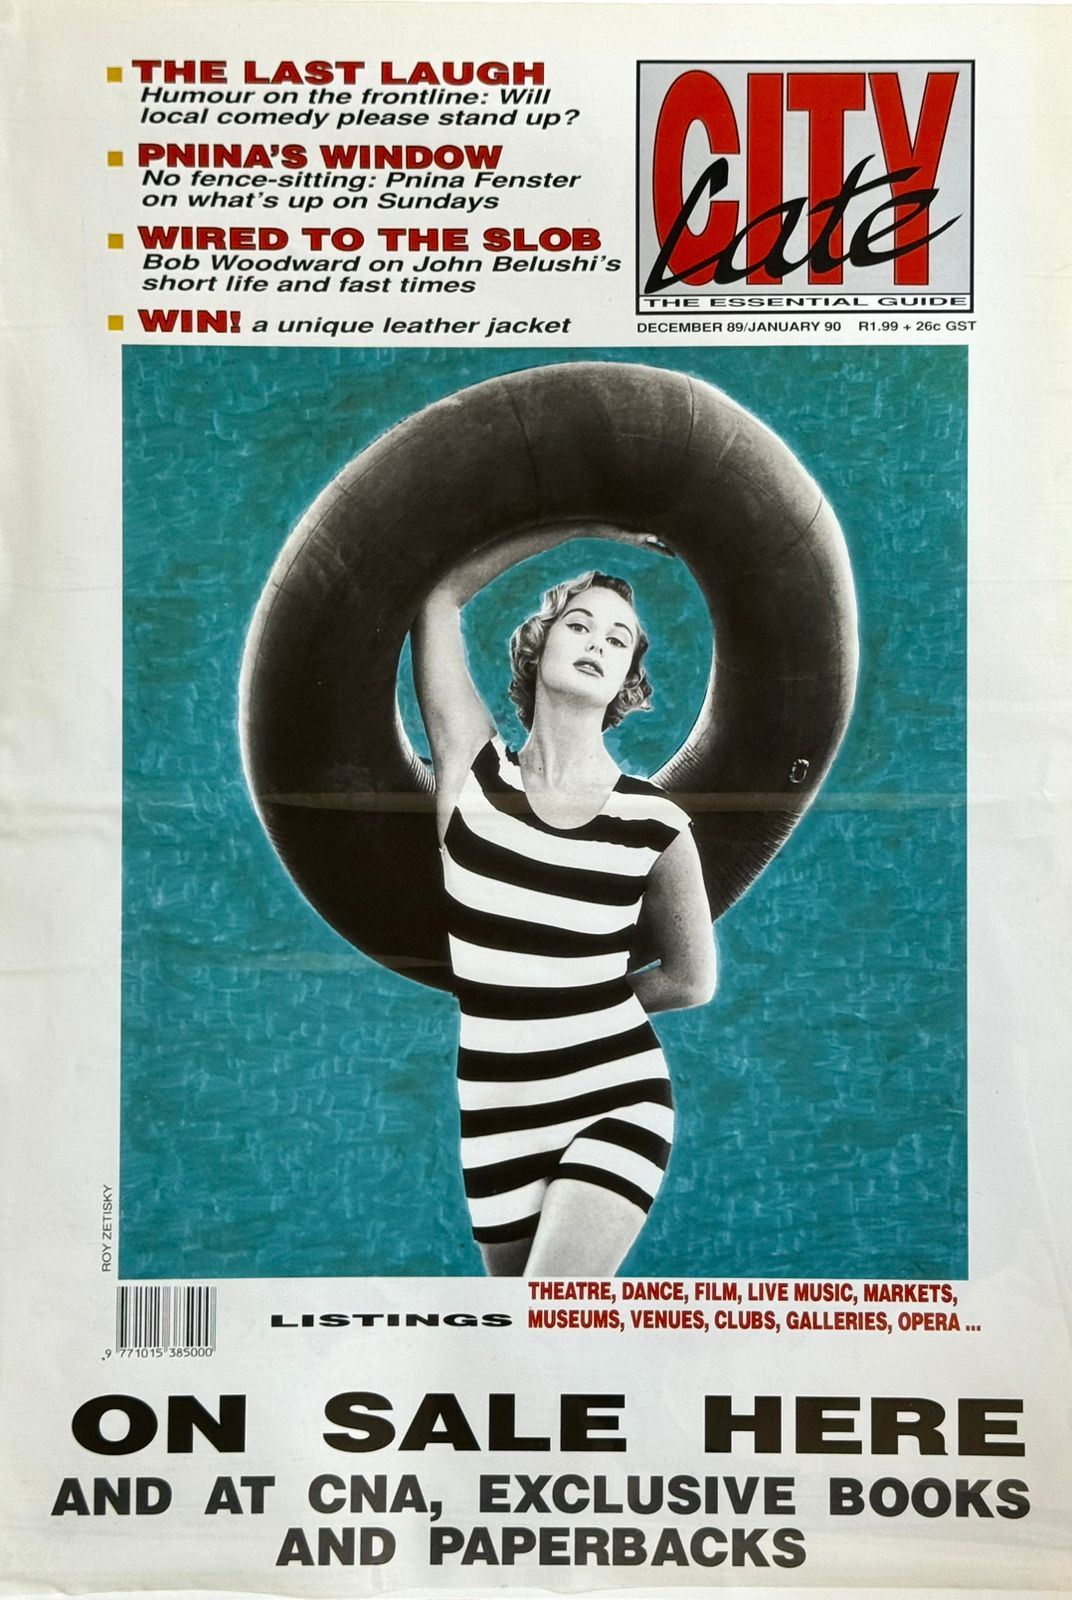 THE LAST LAUGH
Humour on the frontline: Will
local comedy please stand up?
PNINA'S WINDOW
No fence-sitting: Pnina Fenster
on what's up on Sundays
WIRED TO THE SLOB
Bob Woodward on John Belushi's
short life and fast times
WIN! a unique leather jacket
CITY
Late
THE ESSENTIAL GUIDE
DECEMBER 89/JANUARY 90 R1.99 + 26c GST
ROY ZETISKY
9 771015 385000
LISTINGS
THEATRE, DANCE, FILM, LIVE MUSIC, MARKETS,
MUSEUMS, VENUES, CLUBS, GALLERIES, OPERA ...
ON SALE HERE
AND AT CNA, EXCLUSIVE BOOKS
AND PAPERBACKS